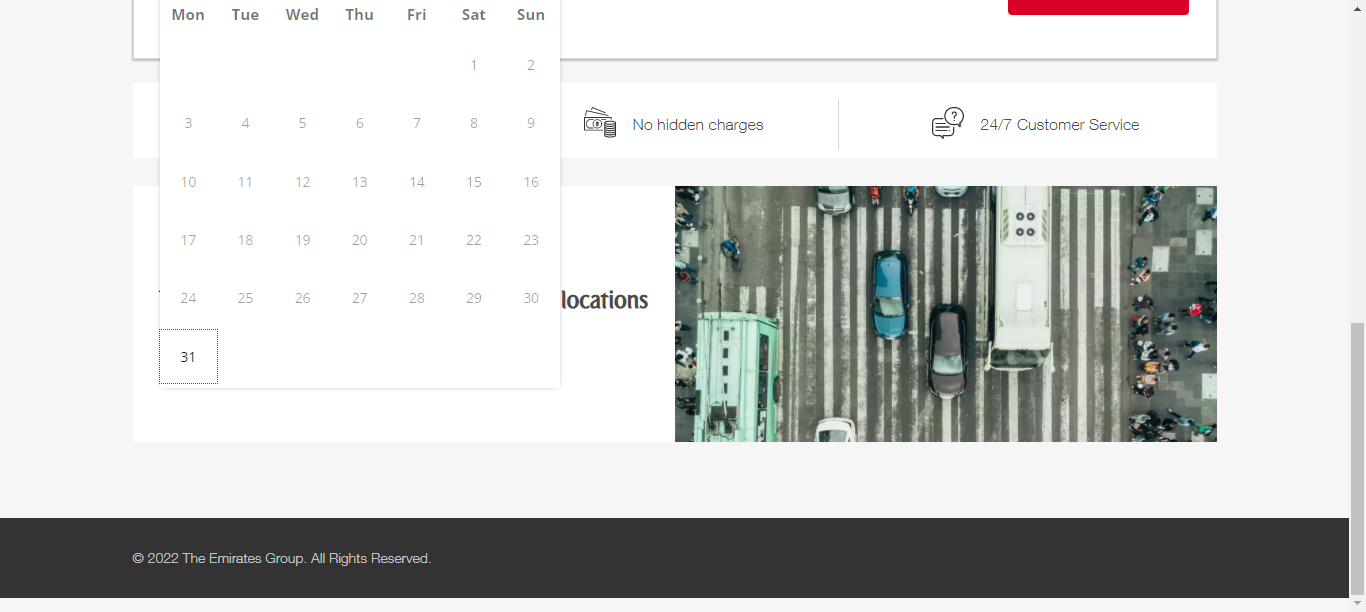 Mon Tue Wed Thu Fri Sat Sun
1 2
3 4 5 6 7 8 9
10 11 12 13 14 15 16
17 18 19 20 21 22 23
24 25 26 27 28 29 30
31
No hidden charges
24/7 Customer Service
locations
© 2022 The Emirates Group. All Rights Reserved.